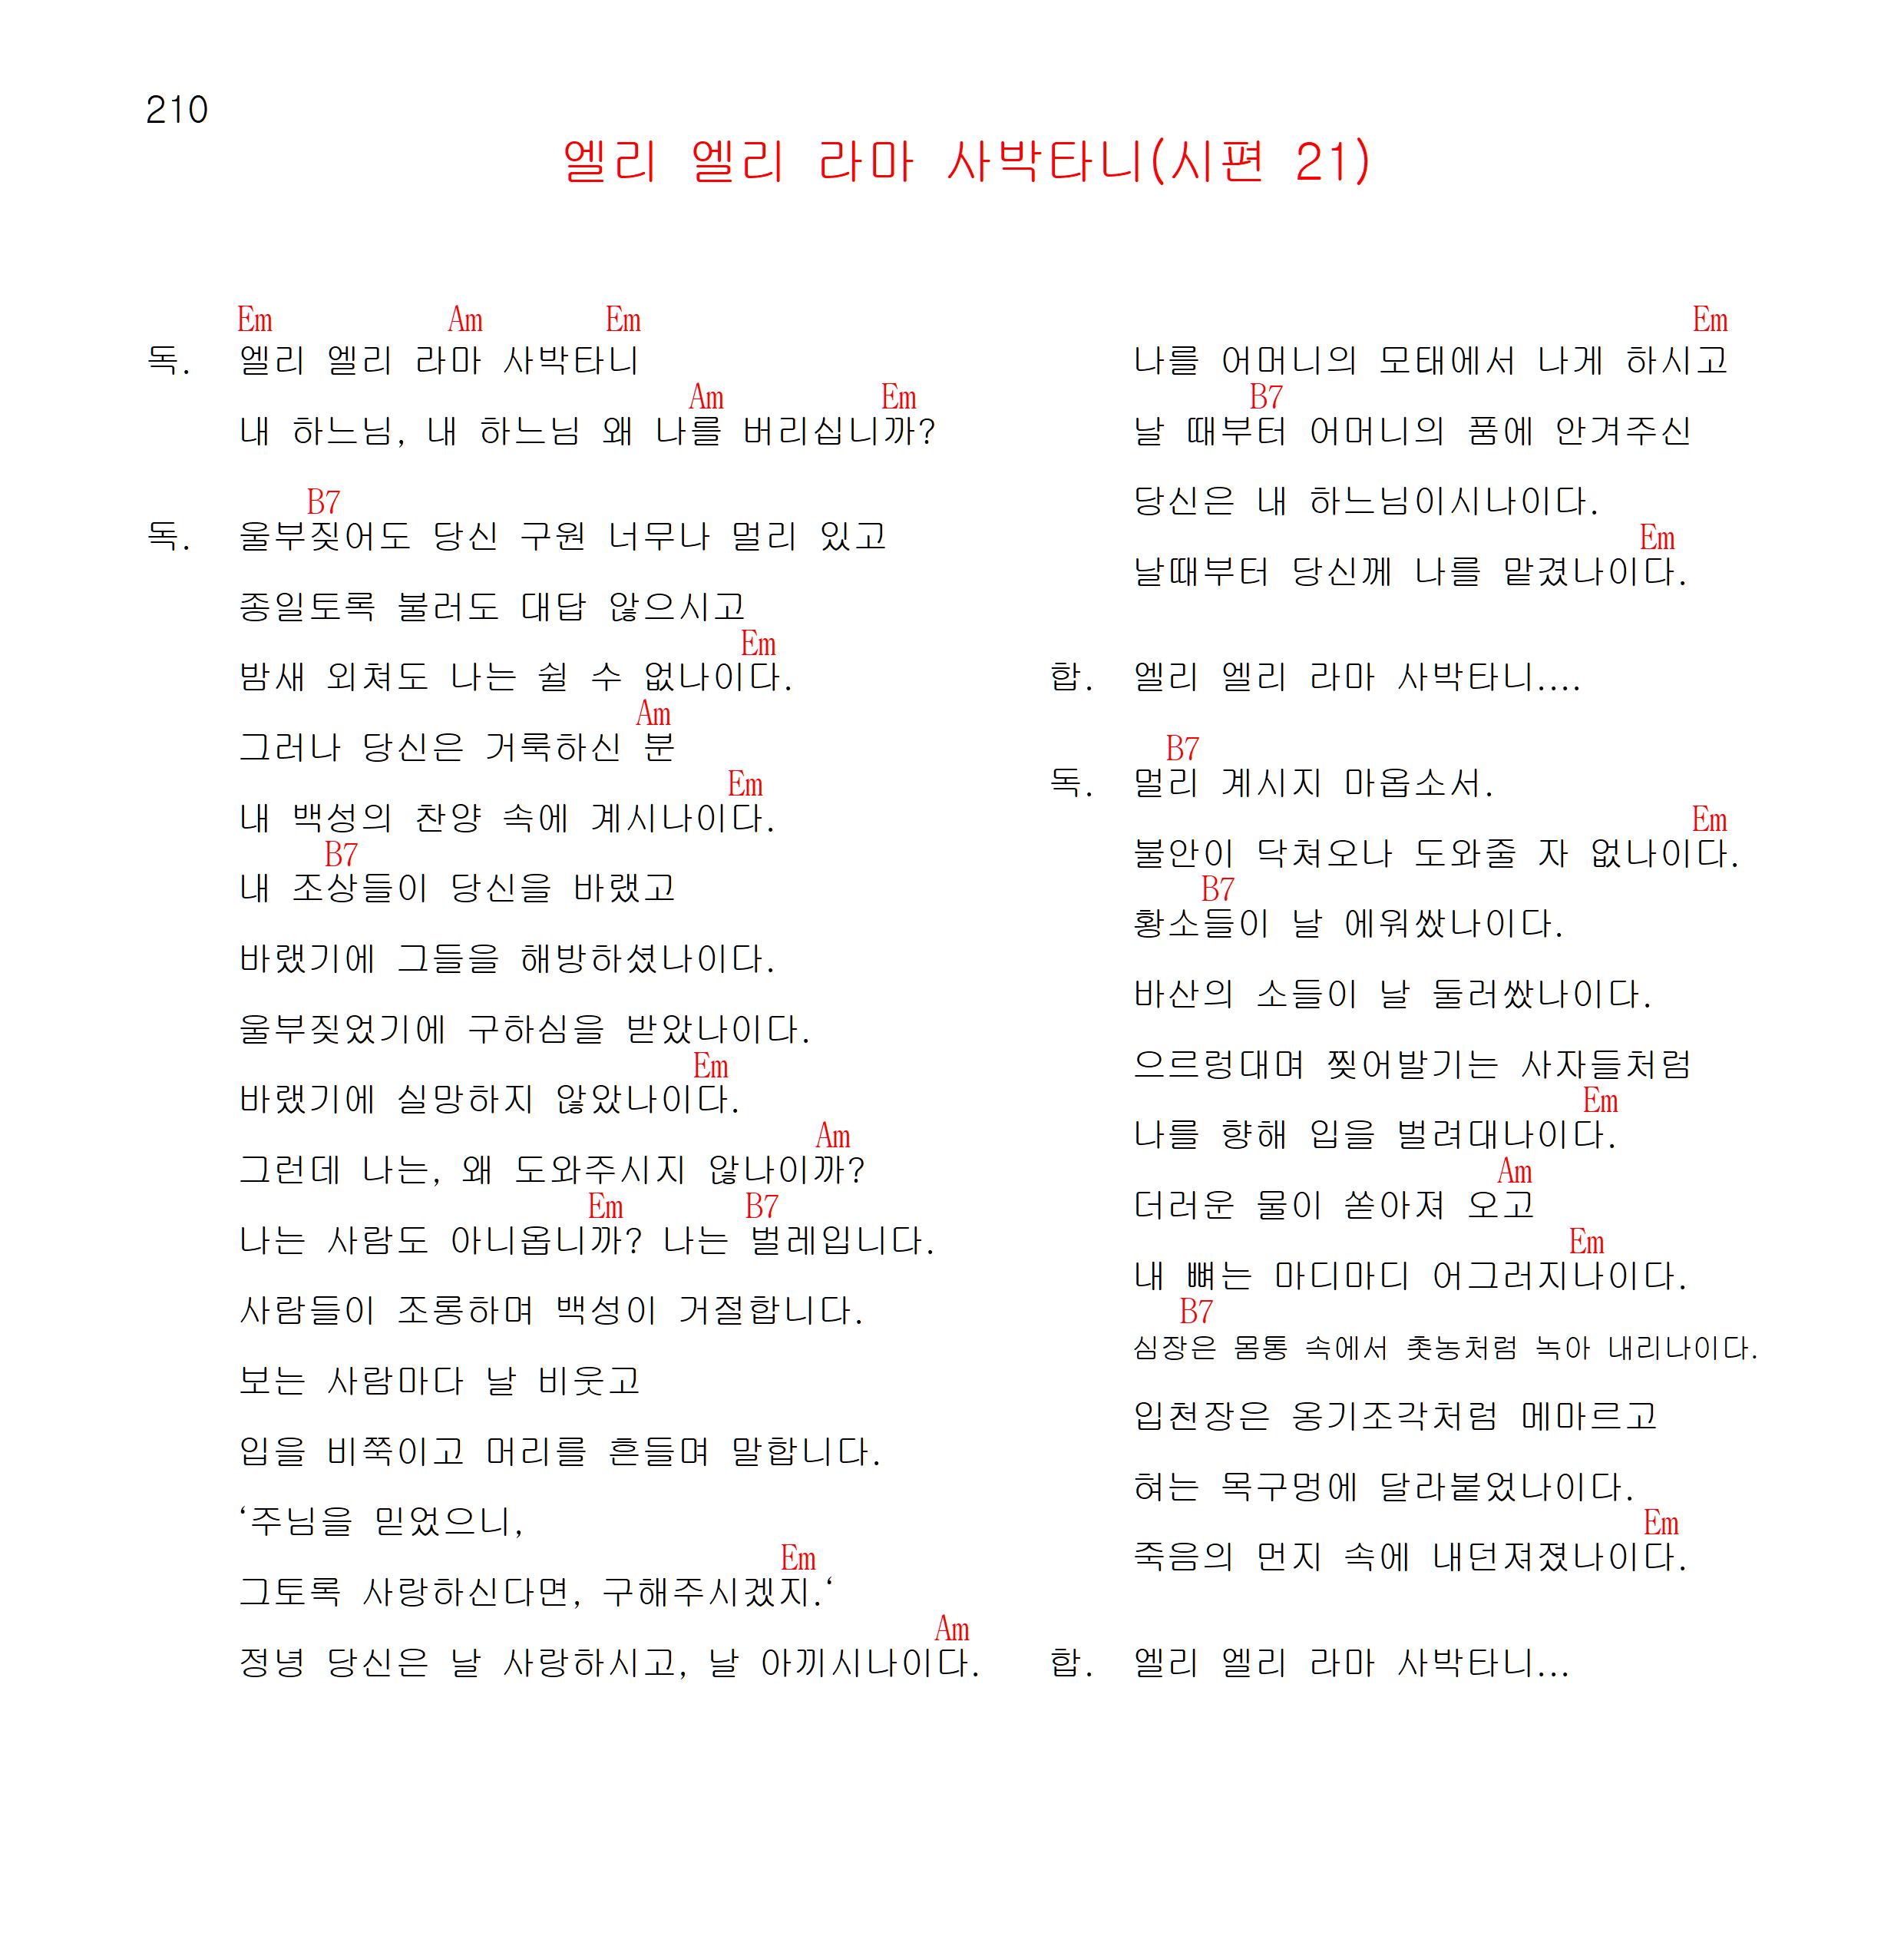 210
엘리 엘리 라마 사박타니(시편 21)
Em Am Em
독. 엘리 엘리 라마 사박타니
Am Em
내 하느님, 내 하느님 왜 나를 버리십니까?
B7
독. 울부짖어도 당신 구원 너무나 멀리 있고
종일토록 불러도 대답 않으시고
Em
밤새 외쳐도 나는 쉴 수 없나이다.
Am
그러나 당신은 거룩하신 분
Em
내 백성의 찬양 속에 계시나이다.
B7
내 조상들이 당신을 바랬고
바랬기에 그들을 해방하셨나이다.
울부짖었기에 구하심을 받았나이다.
Em
바랬기에 실망하지 않았나이다.
Am
그런데 나는, 왜 도와주시지 않나이까?
Em B7
나는 사람도 아니옵니까? 나는 벌레입니다.
사람들이 조롱하며 백성이 거절합니다.
보는 사람마다 날 비웃고
입을 비쭉이고 머리를 흔들며 말합니다.
‘주님을 믿었으니,
Em
그토록 사랑하신다면, 구해주시겠지.‘
Am
정녕 당신은 날 사랑하시고, 날 아끼시나이다.
Em
나를 어머니의 모태에서 나게 하시고
B7
날 때부터 어머니의 품에 안겨주신
당신은 내 하느님이시나이다.
Em
날때부터 당신께 나를 맡겼나이다.
합. 엘리 엘리 라마 사박타니....
B7
독. 멀리 계시지 마옵소서.
Em
불안이 닥쳐오나 도와줄 자 없나이다.
B7
황소들이 날 에워쌌나이다.
바산의 소들이 날 둘러쌌나이다.
으르렁대며 찢어발기는 사자들처럼
Em
나를 향해 입을 벌려대나이다.
Am
더러운 물이 쏟아져 오고
Em
내 뼈는 마디마디 어그러지나이다.
B7
심장은 몸통 속에서 촛농처럼 녹아 내리나이다.
입천장은 옹기조각처럼 메마르고
혀는 목구멍에 달라붙었나이다.
Em
죽음의 먼지 속에 내던져졌나이다.
합. 엘리 엘리 라마 사박타니...